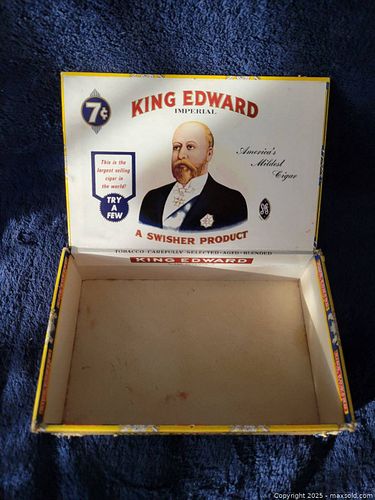 7¢
KING EDWARD
IMPERIAL
America's
Mildest
Cigar
This is the
largest selling
cigar in
the world!
TRY
A
FEW
A SWISHER PRODUCT
TOBACCO CAREFULLY SELECTED-AGED-BLENDED
KING EDWARD
Copyright 2025 - maxsold.com